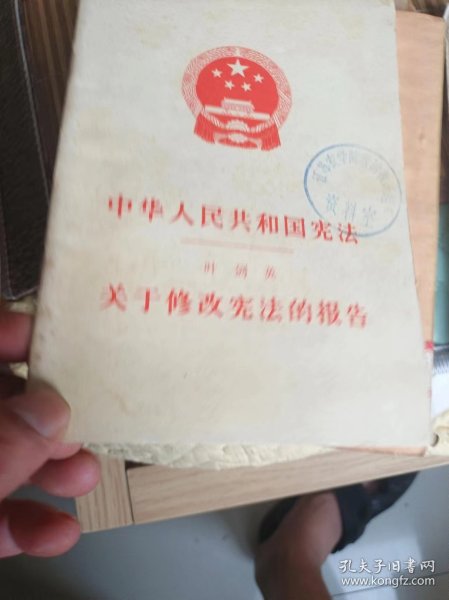 中华人民共和国宪法
叶剑英
关于修改宪法的报告
资料室
孔夫子旧书网
www.kongfz.com